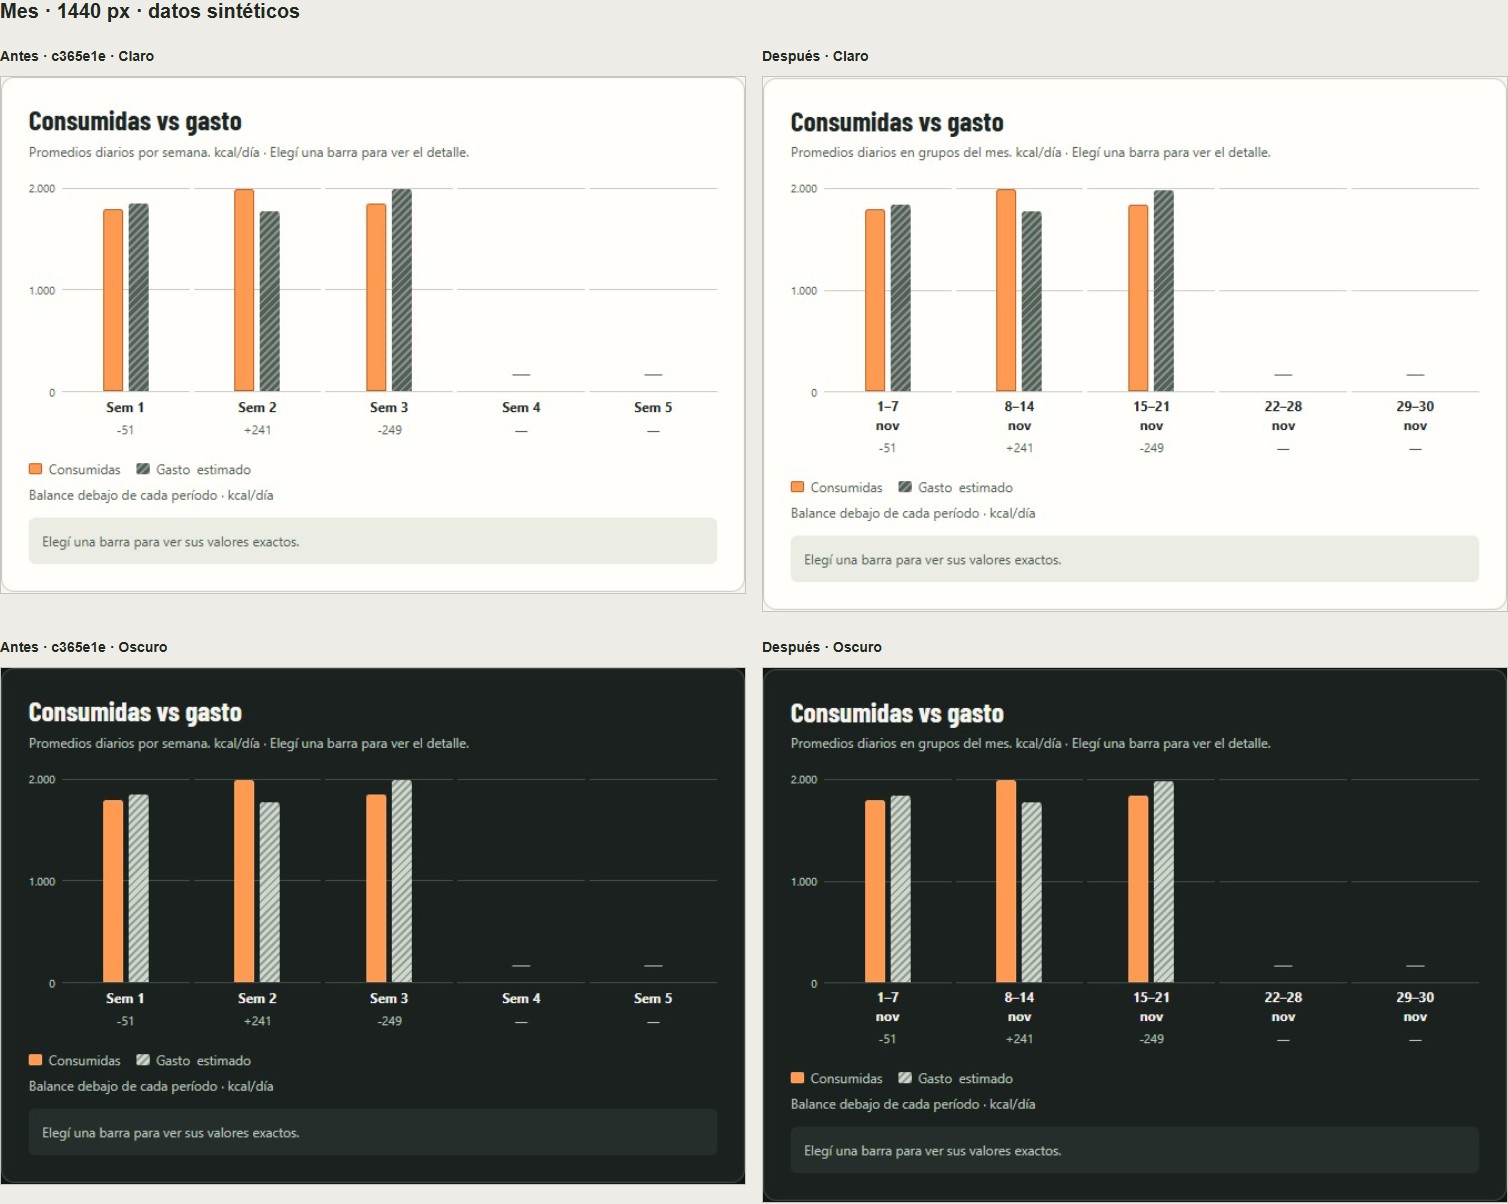 Mes · 1440 px · datos sintéticos
Antes · c365e1e · Claro
Consumidas vs gasto
Promedios diarios por semana. kcal/día · Elegí una barra para ver el detalle.
2.000
1.000
0
Sem 1 Sem 2 Sem 3 Sem 4 Sem 5
-51 +241 -249 — —
Consumidas Gasto estimado
Balance debajo de cada período · kcal/día
Elegí una barra para ver sus valores exactos.
Después · Claro
Consumidas vs gasto
Promedios diarios en grupos del mes. kcal/día · Elegí una barra para ver el detalle.
2.000
1.000
0
1–7 8–14 15–21 22–28 29–30
nov nov nov nov nov
-51 +241 -249 — —
Consumidas Gasto estimado
Balance debajo de cada período · kcal/día
Elegí una barra para ver sus valores exactos.
Antes · c365e1e · Oscuro
Consumidas vs gasto
Promedios diarios por semana. kcal/día · Elegí una barra para ver el detalle.
2.000
1.000
0
Sem 1 Sem 2 Sem 3 Sem 4 Sem 5
-51 +241 -249 — —
Consumidas Gasto estimado
Balance debajo de cada período · kcal/día
Elegí una barra para ver sus valores exactos.
Después · Oscuro
Consumidas vs gasto
Promedios diarios en grupos del mes. kcal/día · Elegí una barra para ver el detalle.
2.000
1.000
0
1–7 8–14 15–21 22–28 29–30
nov nov nov nov nov
-51 +241 -249 — —
Consumidas Gasto estimado
Balance debajo de cada período · kcal/día
Elegí una barra para ver sus valores exactos.